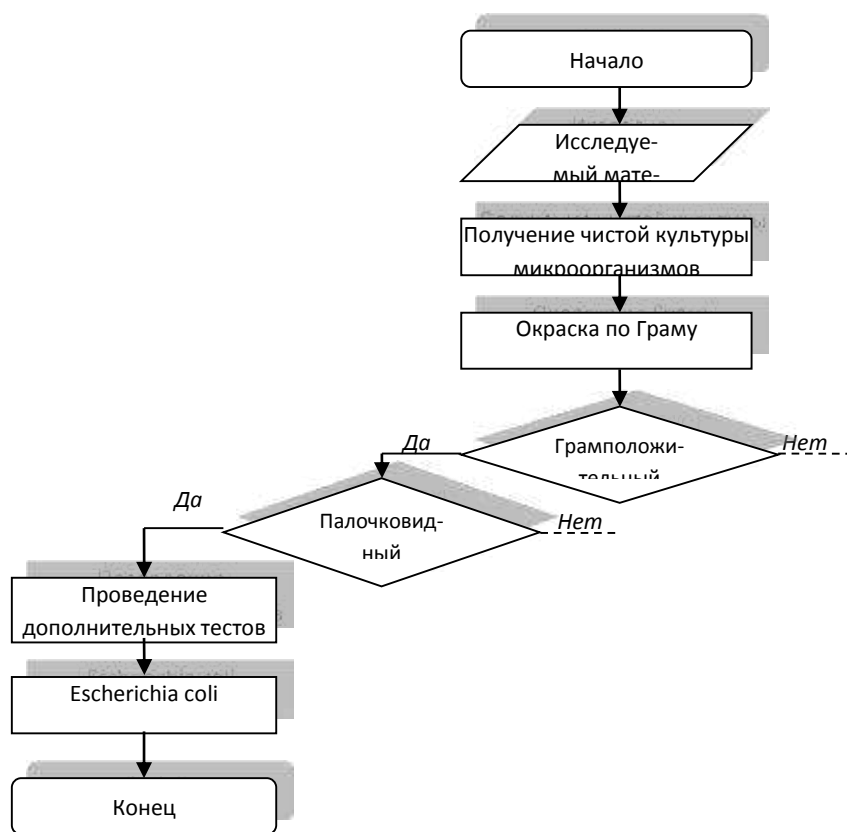 Начало
Исследуе-
мый мате-
Получение чистой культуры
микроорганизмов
Окраска по Граму
Грамположи-
тельный
Да
Нет
Палочковид-
ный
Да
Нет
Проведение
дополнительных тестов
Escherichia coli
Конец